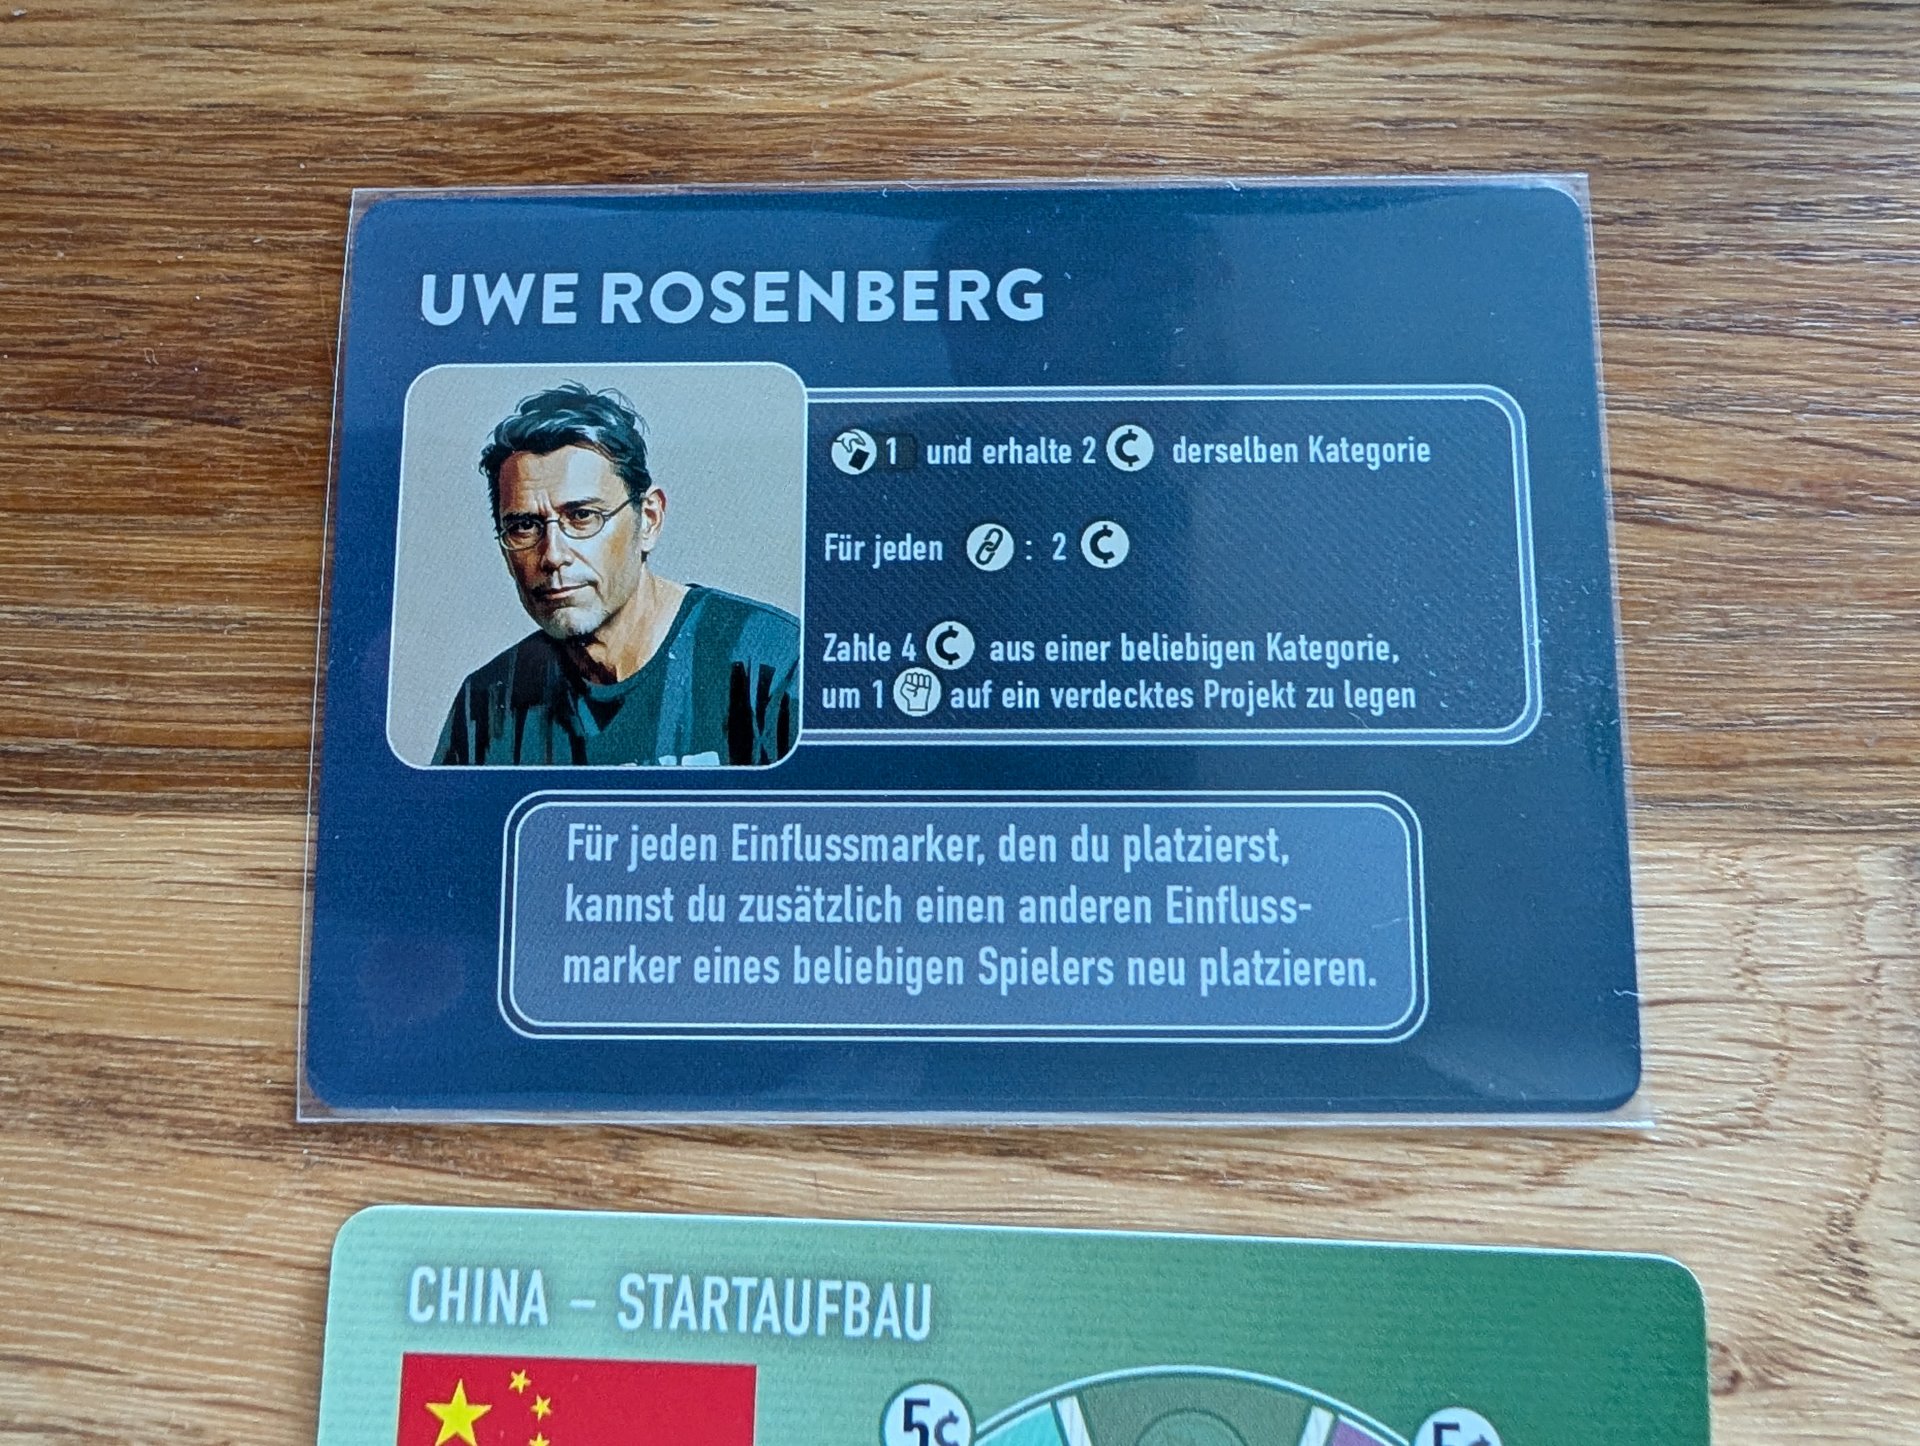 UWE ROSENBERG
1 und erhalte 2 ¢ derselben Kategorie
Für jeden : 2 ¢
Zahle 4 ¢ aus einer beliebigen Kategorie,
um 1 auf ein verdecktes Projekt zu legen
Für jeden Einflussmarker, den du platzierst,
kannst du zusätzlich einen anderen Einfluss-
marker eines beliebigen Spielers neu platzieren.
CHINA – STARTAUFBAU
5¢
5¢